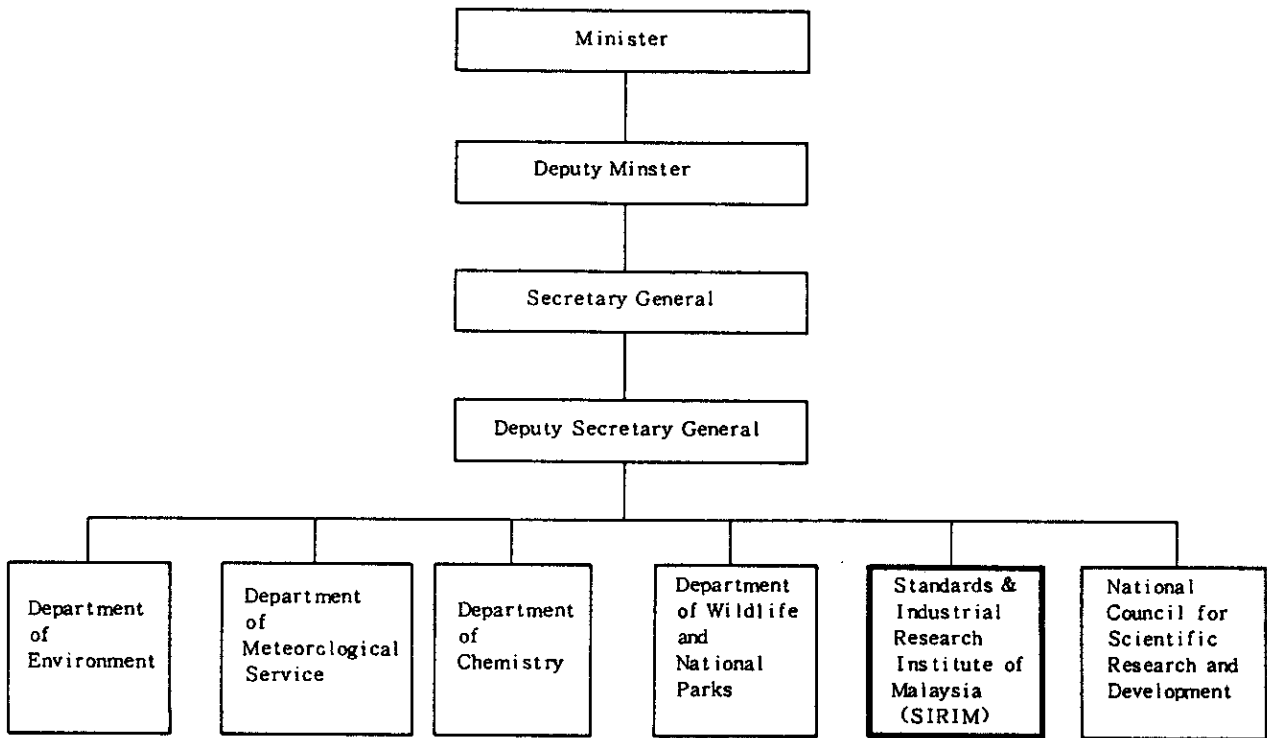 Minister
Deputy Minster
Secretary General
Deputy Secretary General
Department
of
Environment
Department
of
Meteorclogical
Service
Department
of
Chemistry
Department
of Wildlife
and
National
Parks
Standards &
Industrial
Research
Institute of
Malaysia
(SIRIM)
National
Council for
Scientific
Research and
Development